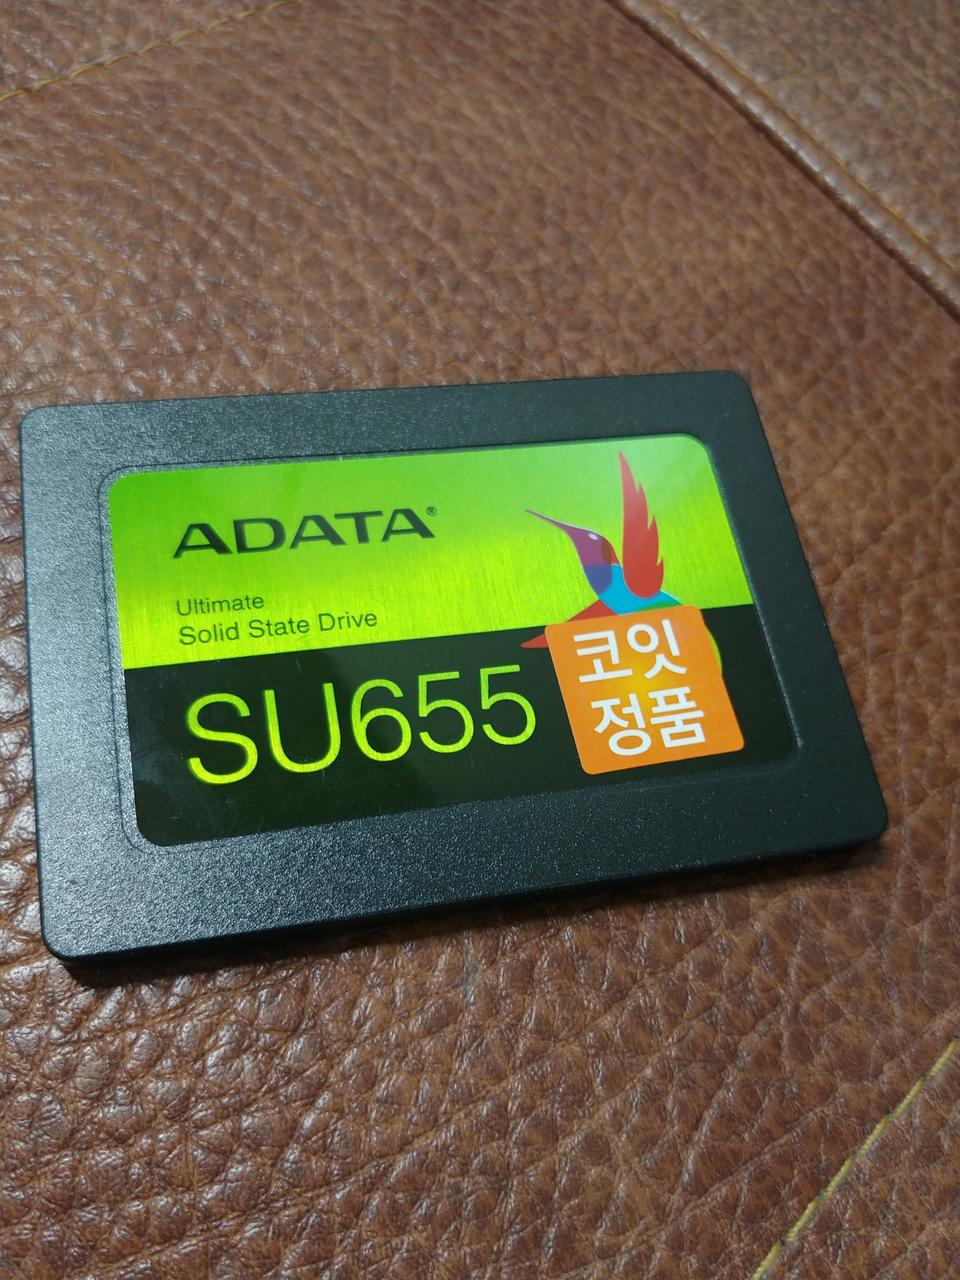 ADATA®
Ultimate
Solid State Drive
SU655
코잇
정품